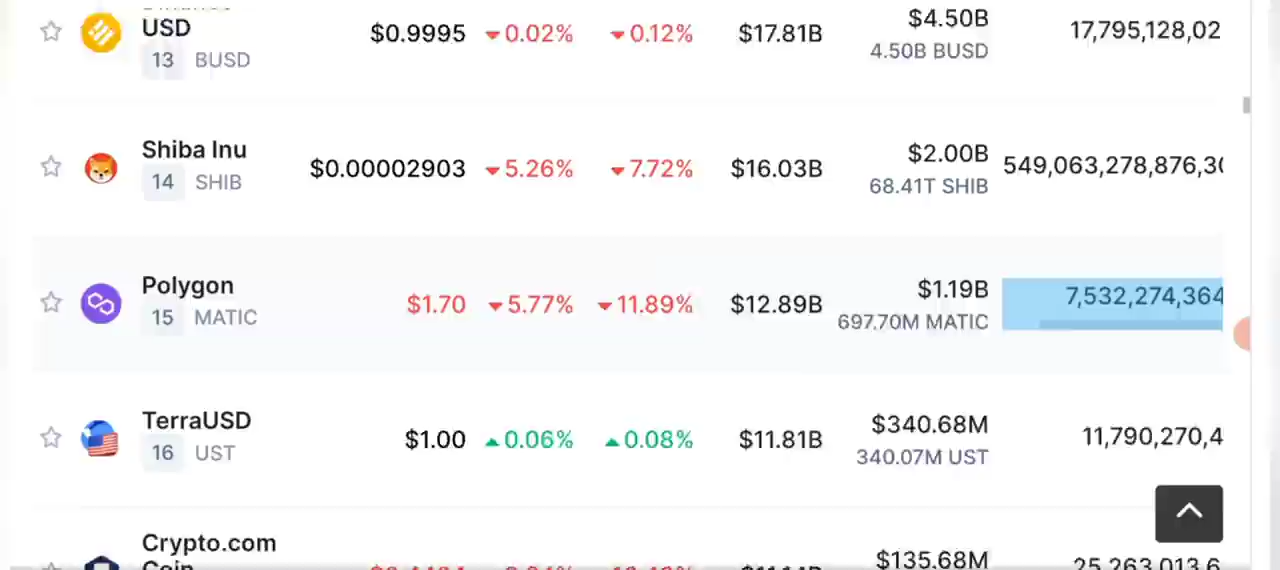 USD
13 BUSD
$0.9995 0.02% 0.12% $17.81B
$4.50B
4.50B BUSD
17,795,128,02
Shiba Inu
14 SHIB
$0.00002903 5.26% 7.72% $16.03B
$2.00B
68.41T SHIB
549,063,278,876,30
Polygon
15 MATIC
$1.70 5.77% 11.89% $12.89B
$1.19B
697.70M MATIC
7,532,274,364
TerraUSD
16 UST
$1.00 0.06% 0.08% $11.81B
$340.68M
340.07M UST
11,790,270,4
Crypto.com
Coin
$135.68M
25,263,013,6